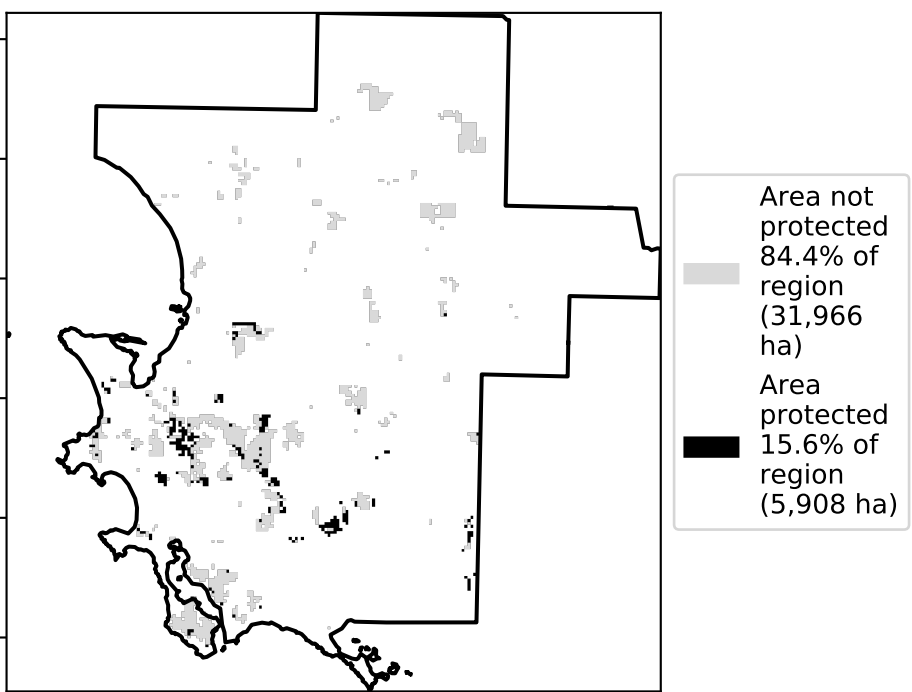 Area not
protected
84.4% of
region
(31,966
ha)
Area
protected
15.6% of
region
(5,908 ha)